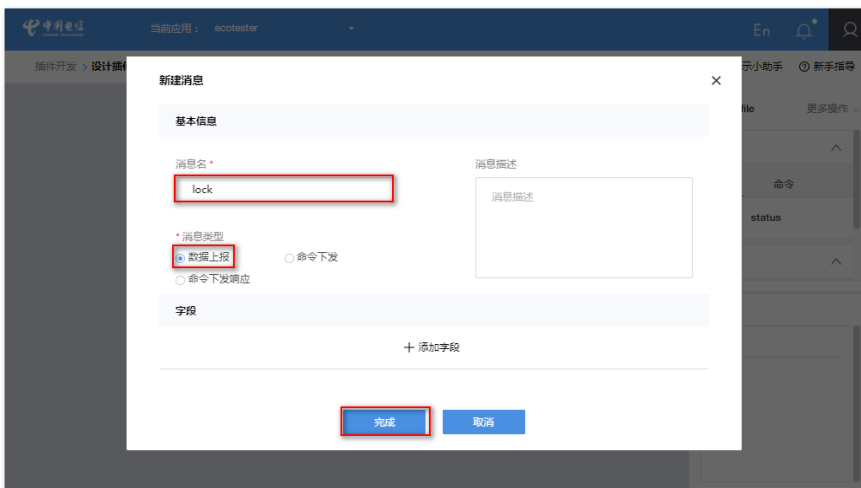 中国电信 当前应用： ecotester En
插件开发 > 设计插件 示小助手 新手指导
新建消息 ×
file 更多操作
基本信息
消息名 * 消息描述
lock 消息描述
命令
status
* 消息类型
数据上报 命令下发
命令下发响应
字段
+ 添加字段
完成 取消